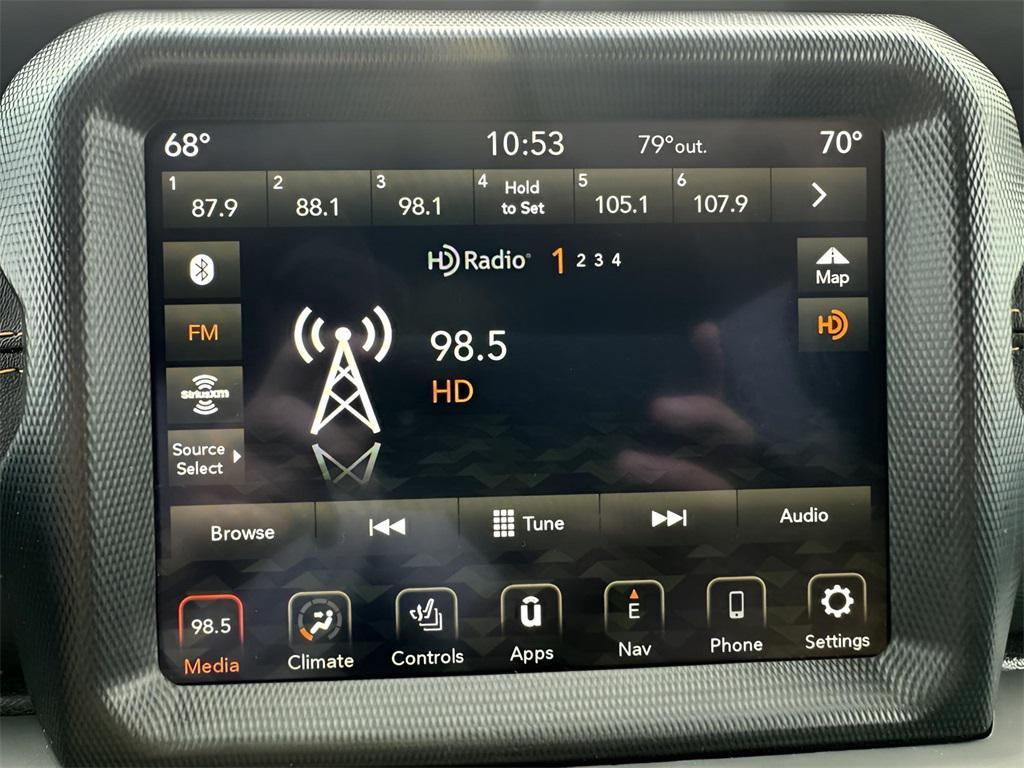 68° 10:53 79°out. 70°
1 87.9
2 88.1
3 98.1
4 Hold
to Set
5 105.1
6 107.9
HD Radio® 1 2 3 4
Map
FM
HD
98.5
HD
SiriusXM
Source
Select
Browse
Tune
Audio
98.5
Media
Climate
Controls
û
Apps
E
Nav
Phone
Settings